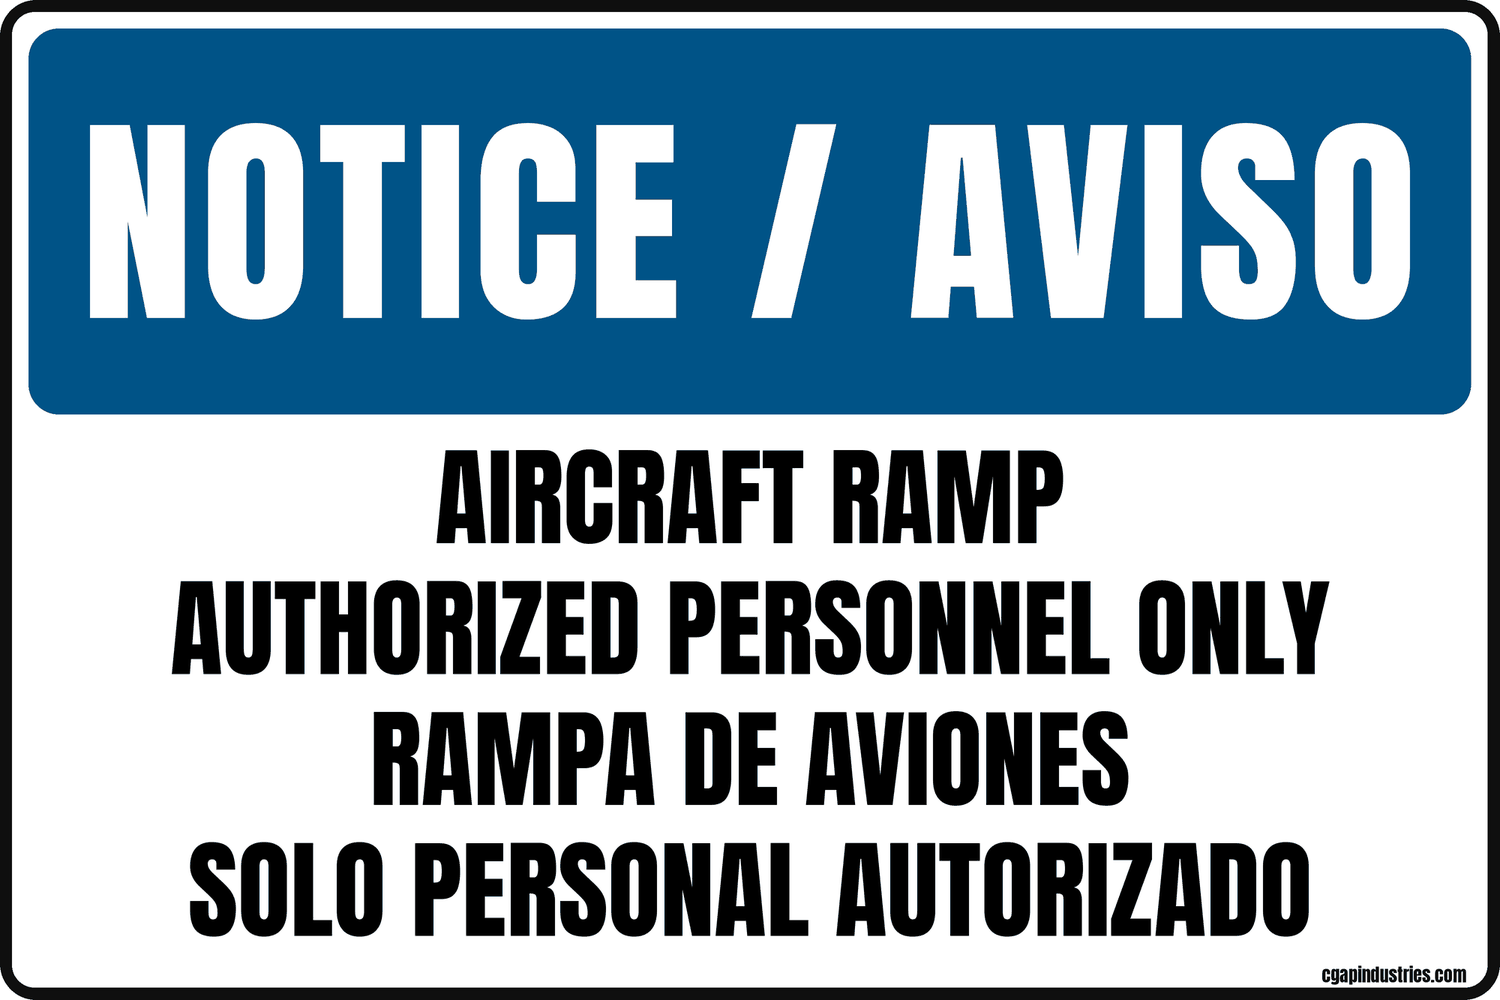 NOTICE / AVISO
AIRCRAFT RAMP
AUTHORIZED PERSONNEL ONLY
RAMPA DE AVIONES
SOLO PERSONAL AUTORIZADO
cgapindustries.com